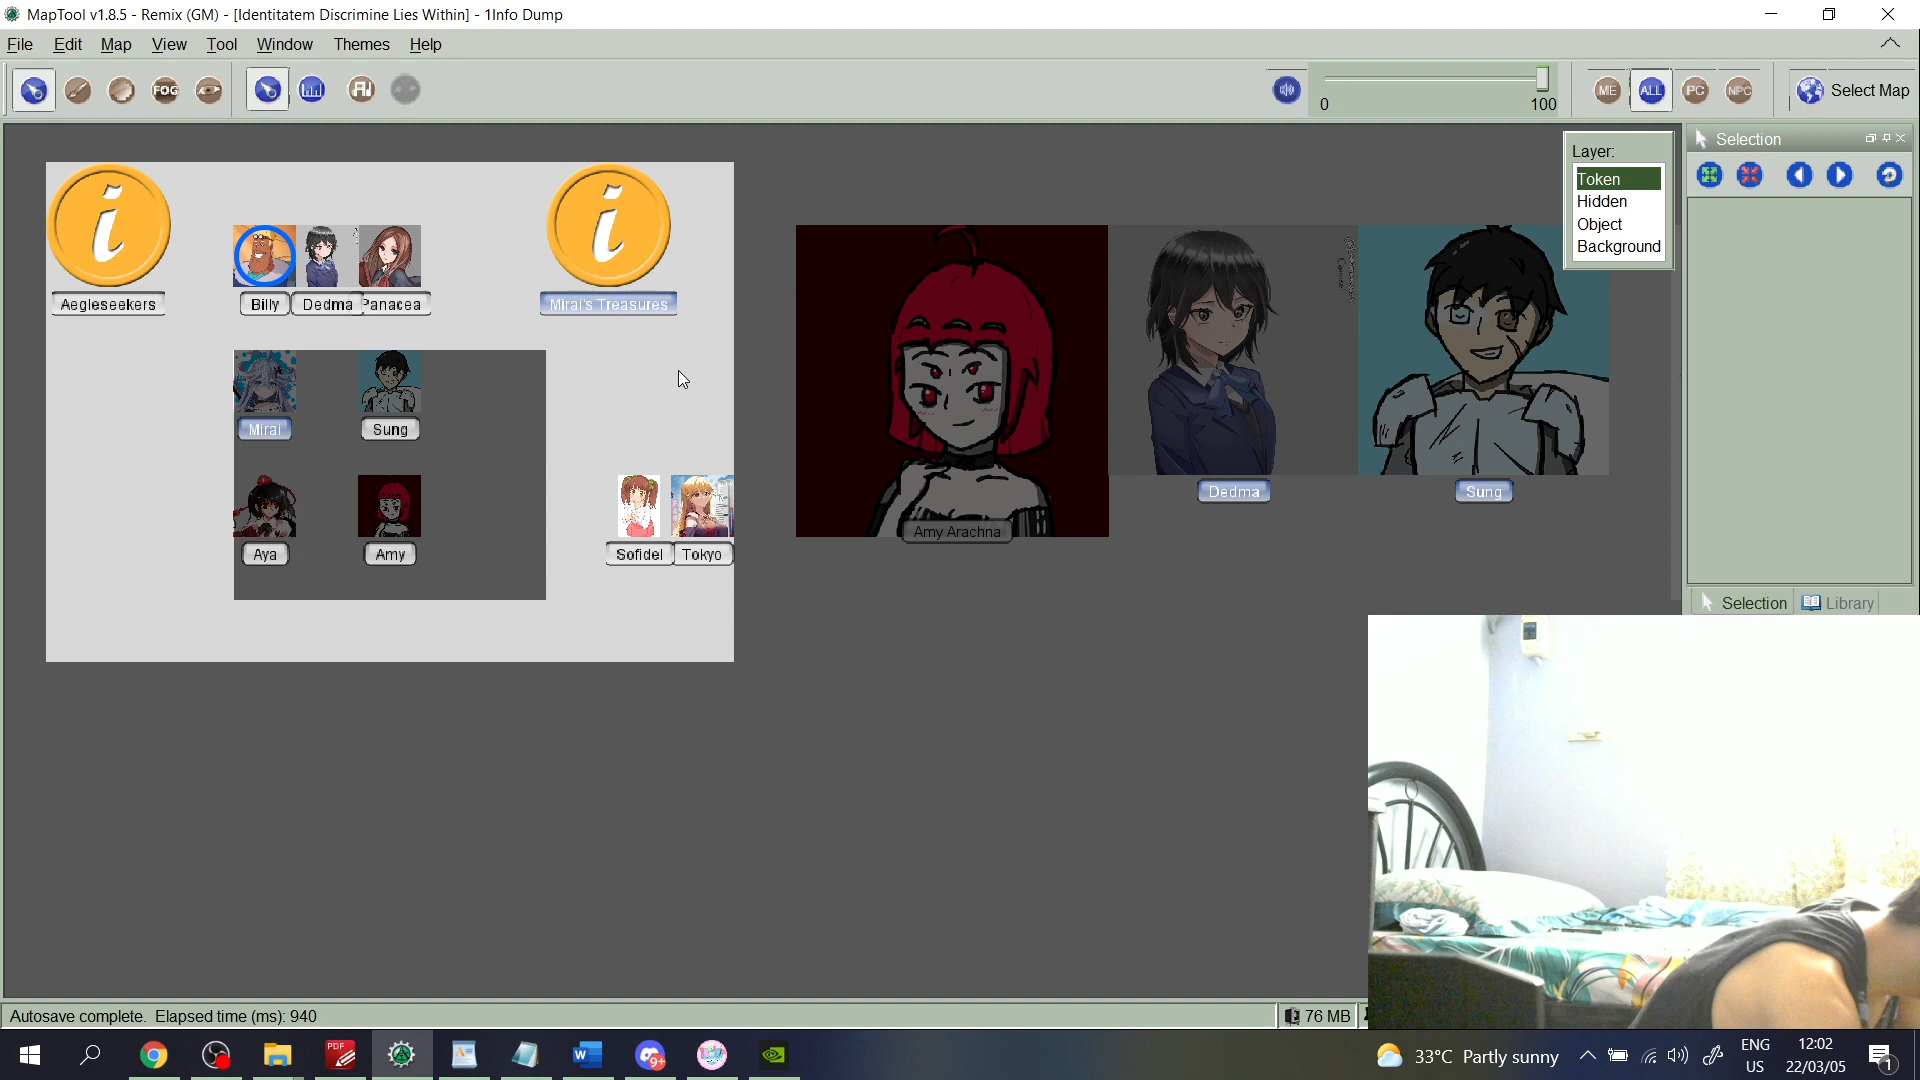 MapTool v1.8.5 - Remix (GM) - [Identitatem Discrimine Lies Within] - 1Info Dump
File Edit Map View Tool Window Themes Help
FOG
0 100
ME ALL PC NPC
Select Map
Layer:
Token
Hidden
Object
Background
Selection
Aegleseekers
Billy Dedma Panacea
Mirai's Treasures
Mirai Sung
Aya Amy
Sofidel Tokyo
Amy Arachna
Dedma
Sung
Selection Library
Autosave complete. Elapsed time (ms): 940
76 MB
PDF
9+
33°C Partly sunny
ENG
US
12:02
22/03/05
1